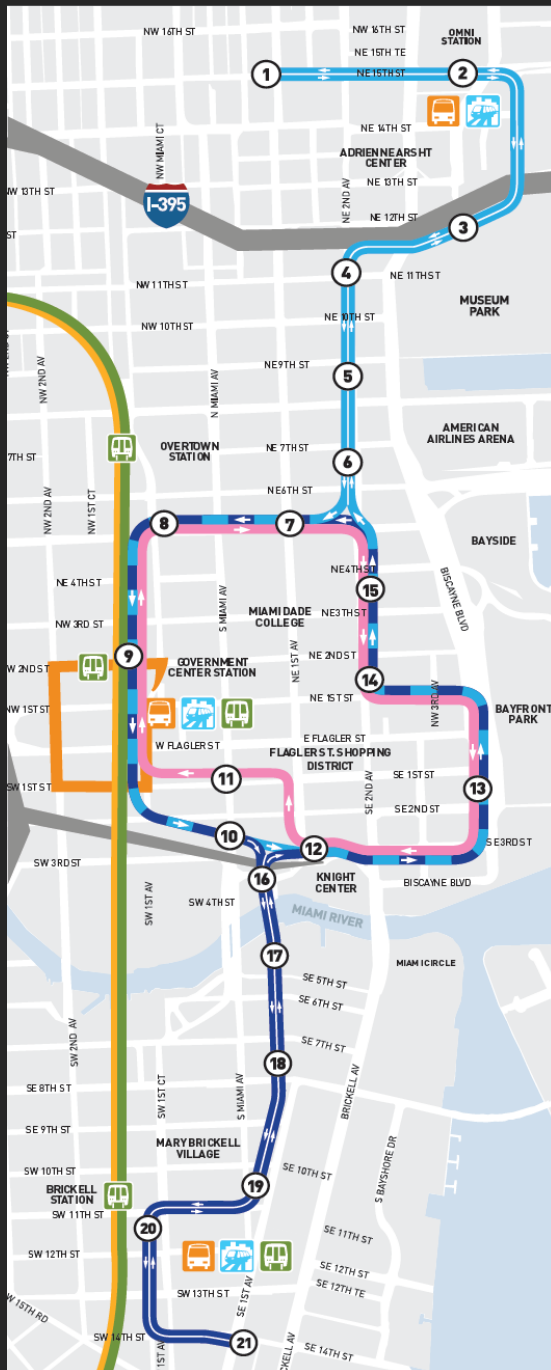 NW 16TH ST
NW 16TH ST
OMNI
STATION
NE 15TH TE
1
NE 15TH ST
2
NE 14TH ST
NW MIAMI CT
ADRIENNE ARSHT
CENTER
NE 13TH ST
NW 13TH ST
I-395
NE 2ND AV
NE 12TH ST
3
4
NE 11TH ST
NW 11TH ST
MUSEUM
PARK
NE 10TH ST
NW 10TH ST
NW 2ND AV
N MIAMI AV
NE 9TH ST
5
AMERICAN
AIRLINES ARENA
OVERTOWN
STATION
NE 7TH ST
7TH ST
6
NE 6TH ST
NW 2ND AV
NW 1ST CT
8
7
BAYSIDE
NE 4TH ST
NE 4TH ST
BISCAYNE BLVD
15
S MIAMI AV
MIAMI DADE
COLLEGE
NE 3TH ST
NW 3RD ST
NE 1ST AV
9
GOVERNMENT
CENTER STATION
NE 2ND ST
W 2ND ST
14
NW 3RD AV
NE 1ST ST
NW 1ST ST
BAYFRONT
PARK
E FLAGLER ST
W FLAGLER ST
FLAGLER ST. SHOPPING
DISTRICT
SE 2ND AV
SE 1ST ST
11
SW 1ST ST
13
SE 2ND ST
10
12
SE 3RD ST
SW 3RD ST
SW 1ST AV
16
KNIGHT
CENTER
BISCAYNE BLVD
SW 4TH ST
MIAMI RIVER
17
MIAMI CIRCLE
SE 5TH ST
SE 6TH ST
SW 2ND AV
SE 7TH ST
18
SW 1ST CT
S MIAMI AV
BRICKELL AV
SE 8TH ST
SE 9TH ST
MARY BRICKELL
VILLAGE
S BAYSHORE DR
SW 10TH ST
SE 10TH ST
19
BRICKELL
STATION
SW 11TH ST
20
SE 11TH ST
SW 12TH ST
SE 12TH ST
SE 12TH TE
SW 13TH ST
SE 1ST AV
SW 15TH RD
SW 14TH ST
21
SE 14TH ST